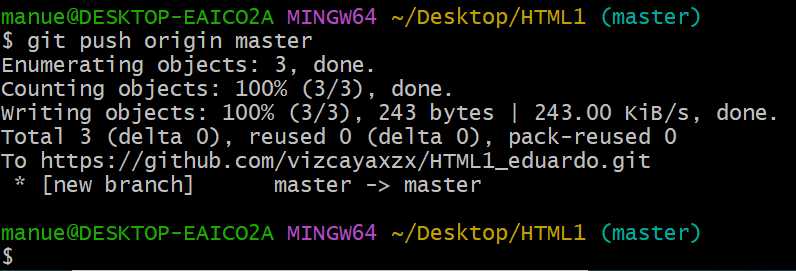 manue@DESKTOP-EAICO2A MINGW64 ~/Desktop/HTML1 (master)
$ git push origin master
Enumerating objects: 3, done.
Counting objects: 100% (3/3), done.
Writing objects: 100% (3/3), 243 bytes | 243.00 KiB/s, done.
Total 3 (delta 0), reused 0 (delta 0), pack-reused 0
To https://github.com/vizcayaxzx/HTML1_eduardo.git
 * [new branch]      master -> master
manue@DESKTOP-EAICO2A MINGW64 ~/Desktop/HTML1 (master)
$